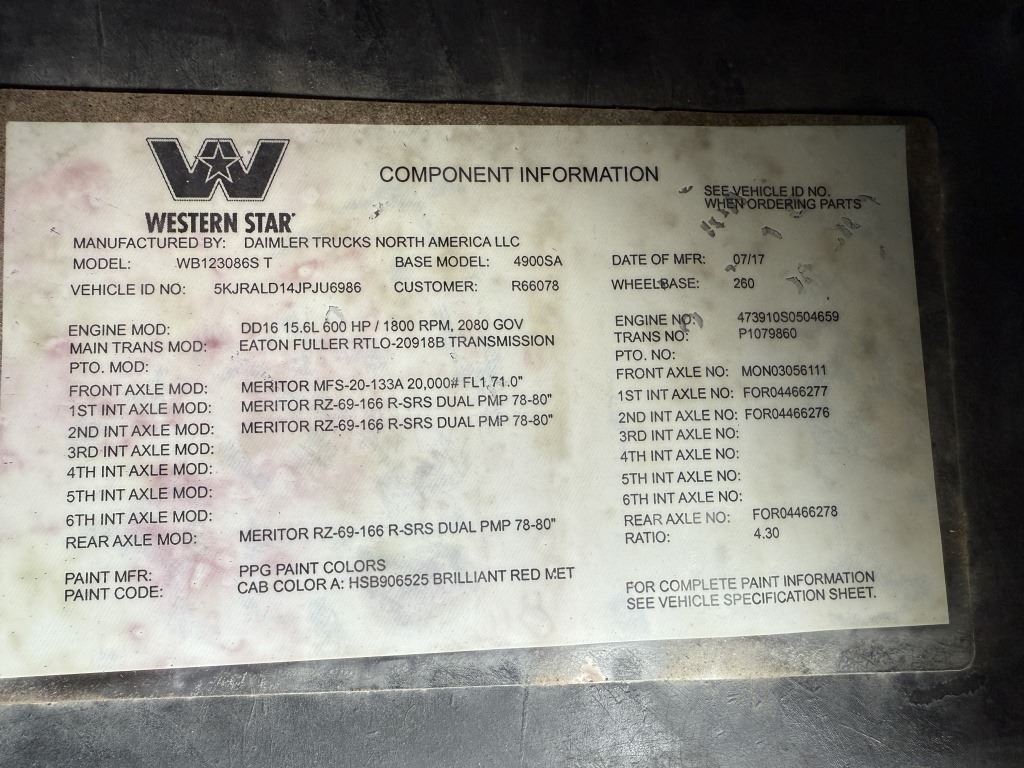 COMPONENT INFORMATION
SEE VEHICLE ID NO.
WHEN ORDERING PARTS
WESTERN STAR
MANUFACTURED BY: DAIMLER TRUCKS NORTH AMERICA LLC
MODEL: WB123086S T BASE MODEL: 4900SA DATE OF MFR: 07/17
VEHICLE ID NO: 5KJRALD14JPJU6986 CUSTOMER: R66078 WHEELBASE: 260
ENGINE MOD: DD16 15.6L 600 HP / 1800 RPM, 2080 GOV ENGINE NO: 473910S0504659
MAIN TRANS MOD: EATON FULLER RTLO-20918B TRANSMISSION TRANS NO: P1079860
PTO. MOD: PTO. NO:
FRONT AXLE MOD: MERITOR MFS-20-133A 20,000# FL1,71.0" FRONT AXLE NO: MON03056111
1ST INT AXLE MOD: MERITOR RZ-69-166 R-SRS DUAL PMP 78-80" 1ST INT AXLE NO: FOR04466277
2ND INT AXLE MOD: MERITOR RZ-69-166 R-SRS DUAL PMP 78-80" 2ND INT AXLE NO: FOR04466276
3RD INT AXLE MOD: 3RD INT AXLE NO:
4TH INT AXLE MOD: 4TH INT AXLE NO:
5TH INT AXLE MOD: 5TH INT AXLE NO:
6TH INT AXLE MOD: 6TH INT AXLE NO:
REAR AXLE MOD: MERITOR RZ-69-166 R-SRS DUAL PMP 78-80" REAR AXLE NO: FOR04466278
RATIO: 4.30
PAINT MFR: PPG PAINT COLORS
PAINT CODE: CAB COLOR A: HSB906525 BRILLIANT RED MET
FOR COMPLETE PAINT INFORMATION
SEE VEHICLE SPECIFICATION SHEET.